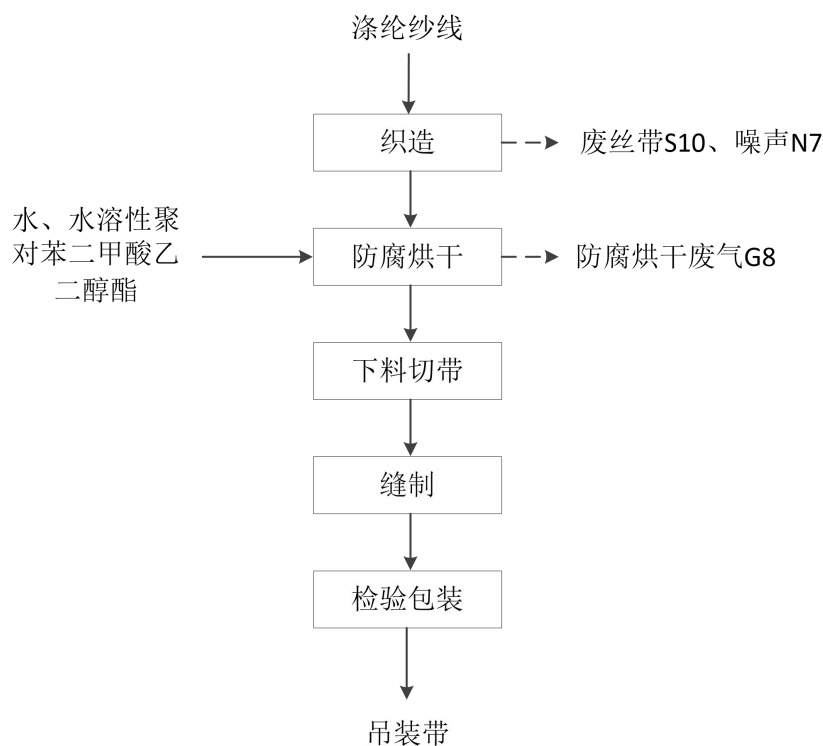 涤纶纱线
织造
废丝带S10、噪声N7
水、水溶性聚
对苯二甲酸乙
二醇酯
防腐烘干
防腐烘干废气G8
下料切带
缝制
检验包装
吊装带